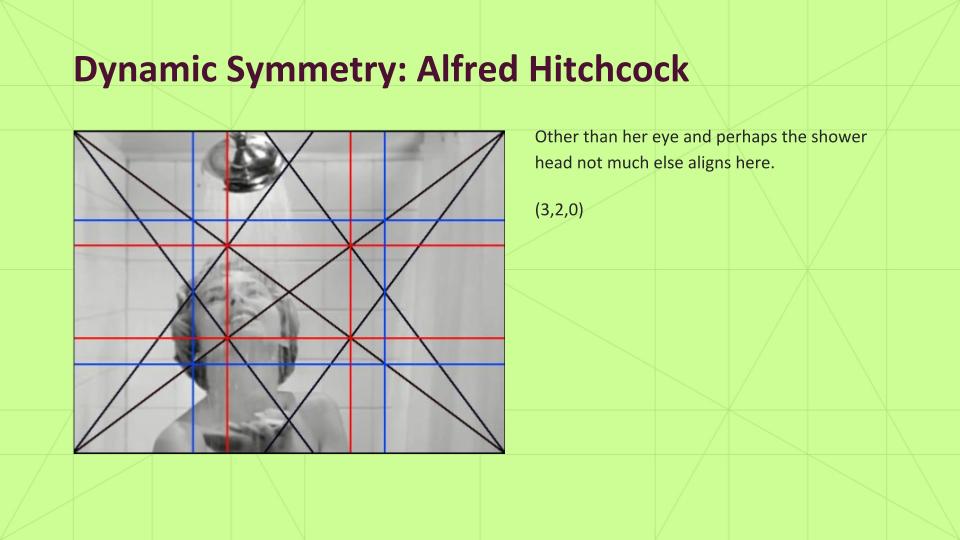 Dynamic Symmetry: Alfred Hitchcock
Other than her eye and perhaps the shower
head not much else aligns here.
(3,2,0)